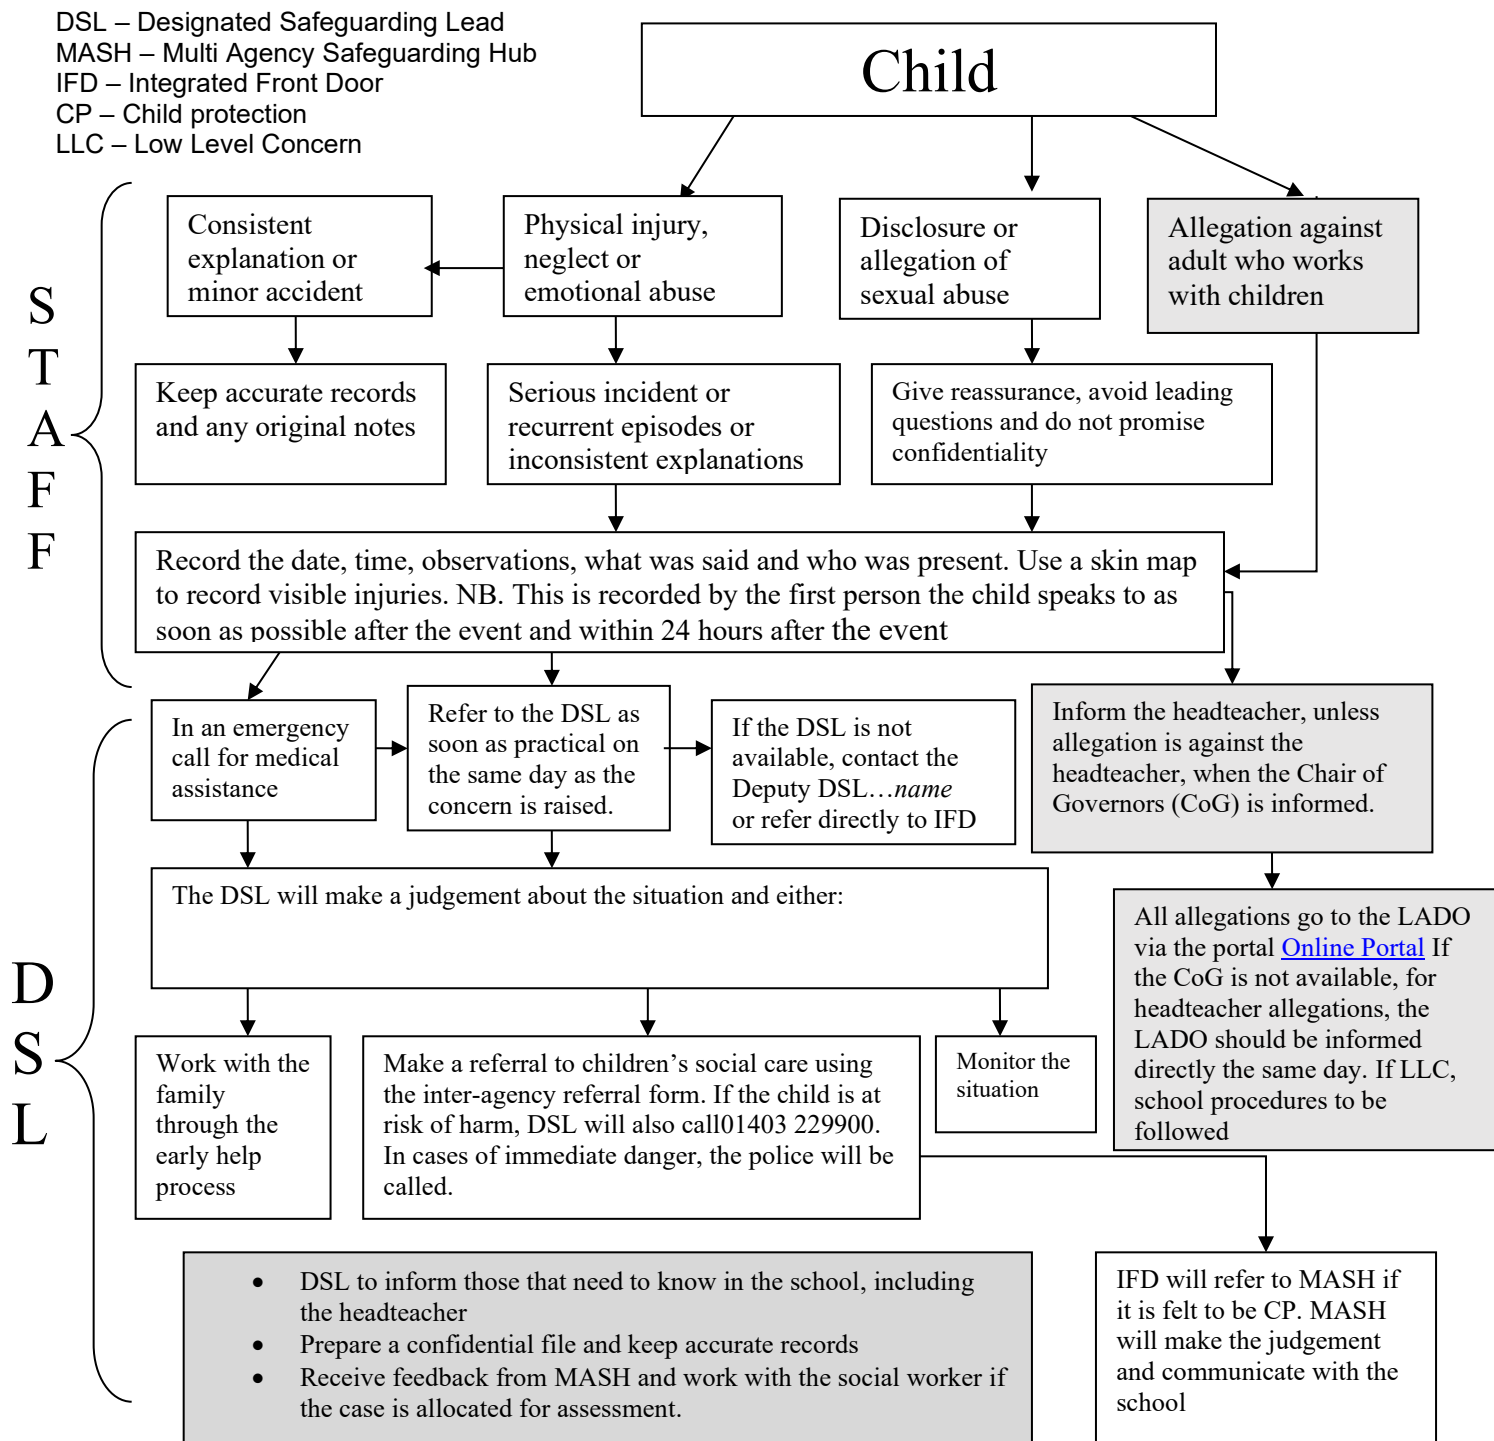 DSL – Designated Safeguarding Lead
MASH – Multi Agency Safeguarding Hub
IFD – Integrated Front Door
CP – Child protection
LLC – Low Level Concern
Child
S
T
A
F
F
Consistent
explanation or
minor accident
Physical injury,
neglect or
emotional abuse
Disclosure or
allegation of
sexual abuse
Allegation against
adult who works
with children
Keep accurate records
and any original notes
Serious incident or
recurrent episodes or
inconsistent explanations
Give reassurance, avoid leading
questions and do not promise
confidentiality
Record the date, time, observations, what was said and who was present. Use a skin map
to record visible injuries. NB. This is recorded by the first person the child speaks to as
soon as possible after the event and within 24 hours after the event
D
S
L
In an emergency
call for medical
assistance
Refer to the DSL as
soon as practical on
the same day as the
concern is raised.
If the DSL is not
available, contact the
Deputy DSL…name
or refer directly to IFD
Inform the headteacher, unless
allegation is against the
headteacher, when the Chair of
Governors (CoG) is informed.
The DSL will make a judgement about the situation and either:
All allegations go to the LADO
via the portal Online Portal If
the CoG is not available, for
headteacher allegations, the
LADO should be informed
directly the same day. If LLC,
school procedures to be
followed
Work with the
family
through the
early help
process
Make a referral to children’s social care using
the inter-agency referral form. If the child is at
risk of harm, DSL will also call01403 229900.
In cases of immediate danger, the police will be
called.
Monitor the
situation
• DSL to inform those that need to know in the school, including
the headteacher
• Prepare a confidential file and keep accurate records
• Receive feedback from MASH and work with the social worker if
the case is allocated for assessment.
IFD will refer to MASH if
it is felt to be CP. MASH
will make the judgement
and communicate with the
school